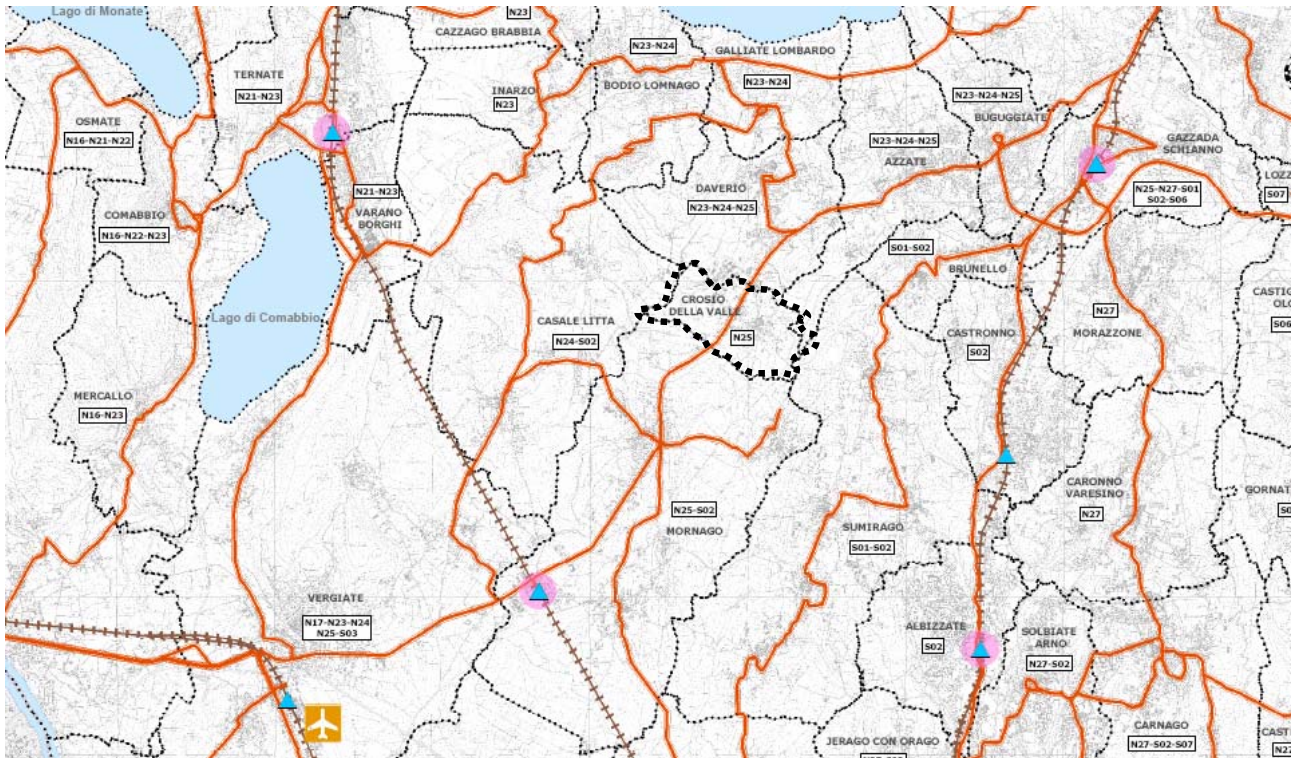 Lago di Monate
N23
CAZZAGO BRABBIA
N23-N24
GALLIATE LOMBARDO
TERNATE
N21-N23
INARZO
N23
BODIO LOMNAGO
N23-N24
N23-N24-N25
BUGUGGIATE
OSMATE
N16-N21-N22
N23-N24-N25
AZZATE
GAZZADA
SCHIANNO
LOZZ
S07
N21-N23
VARANO
BORGHI
DAVERIO
N23-N24-N25
N25-N27-S01
S02-S06
COMABBIO
N16-N22-N23
S01-S02
BRUNELLO
CROSIO
DELLA VALLE
N25
CASTIG
OLO
S06
Lago di Comabbio
CASALE LITTA
N24-S02
CASTRONNO
S02
N27
MORAZZONE
MERCALLO
N16-N23
CARONNO
VARESINO
N27
GORNAT
N25-S02
MORNAGO
SUMIRAGO
S01-S02
VERGIATE
N17-N23-N24
N25-S03
ALBIZZATE
S02
SOLBIATE
ARNO
N27-S02
CARNAGO
N27-S02-S07
JERAGO CON ORAGO
CAST